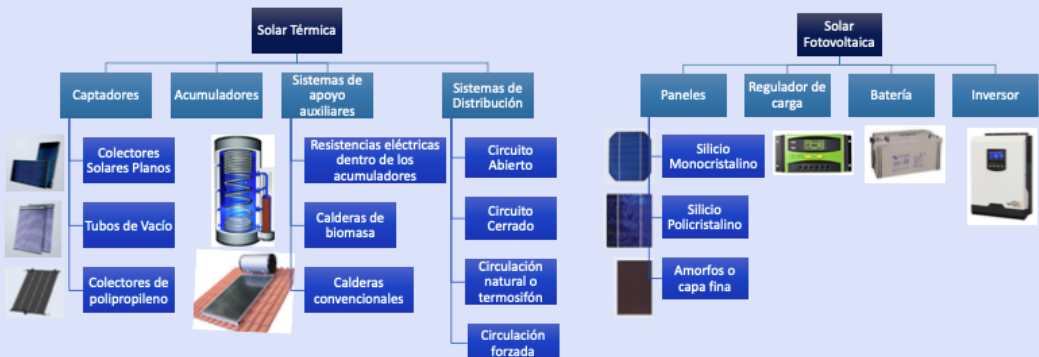 Solar Térmica
Captadores
Acumuladores
Sistemas de
apoyo
auxiliares
Sistemas de
Distribución
Colectores
Solares Planos
Tubos de Vacío
Colectores de
polipropileno
Resistencias eléctricas
dentro de los
acumuladores
Calderas de
biomasa
Calderas
convencionales
Circuito
Abierto
Circuito
Cerrado
Circulación
natural o
termosifón
Circulación
forzada
Solar
Fotovoltaica
Paneles
Regulador de
carga
Batería
Inversor
Silicio
Monocristalino
Silicio
Policristalino
Amorfos o
capa fina